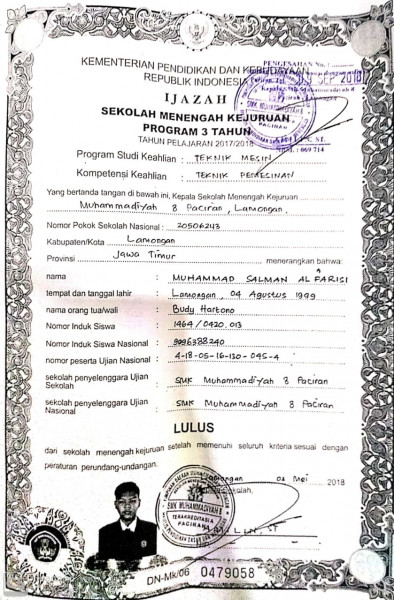 KEMENTERIAN PENDIDIKAN DAN KEBUDAYAAN
REPUBLIK INDONESIA
PENGESAHAN No.
SEP 2018
IJAZAH
SEKOLAH MENENGAH KEJURUAN
PROGRAM 3 TAHUN
TAHUN PELAJARAN 2017/2018
Program Studi Keahlian : TEKNIK MESIN
Kompetensi Keahlian : TEKNIK PEMESINAN
Yang bertanda tangan di bawah ini, Kepala Sekolah Menengah Kejuruan
Muhammadiyah 8 Paciran, Lamongan.
Nomor Pokok Sekolah Nasional : 20506243
Kabupaten/Kota : Lamongan
Provinsi : Jawa Timur menerangkan bahwa:
nama : MUHAMMAD SALMAN AL FARISI
tempat dan tanggal lahir : Lamongan, 04 Agustus 1999
nama orang tua/wali : Budy Hartono
Nomor Induk Siswa : 1464/0420.013
Nomor Induk Siswa Nasional : 9996388240
nomor peserta Ujian Nasional : 4-18-05-16-130-045-4
sekolah penyelenggara Ujian Sekolah : SMK Muhammadiyah 8 Paciran
sekolah penyelenggara Ujian Nasional : SMK Muhammadiyah 8 Paciran
LULUS
dari sekolah menengah kejuruan setelah memenuhi seluruh kriteria sesuai dengan
peraturan perundang-undangan.
Mei 2018
SMK MUHAMMADIYAH 8
TERAKREDITASI
PACIRAN
DN-Mk/06 0479058